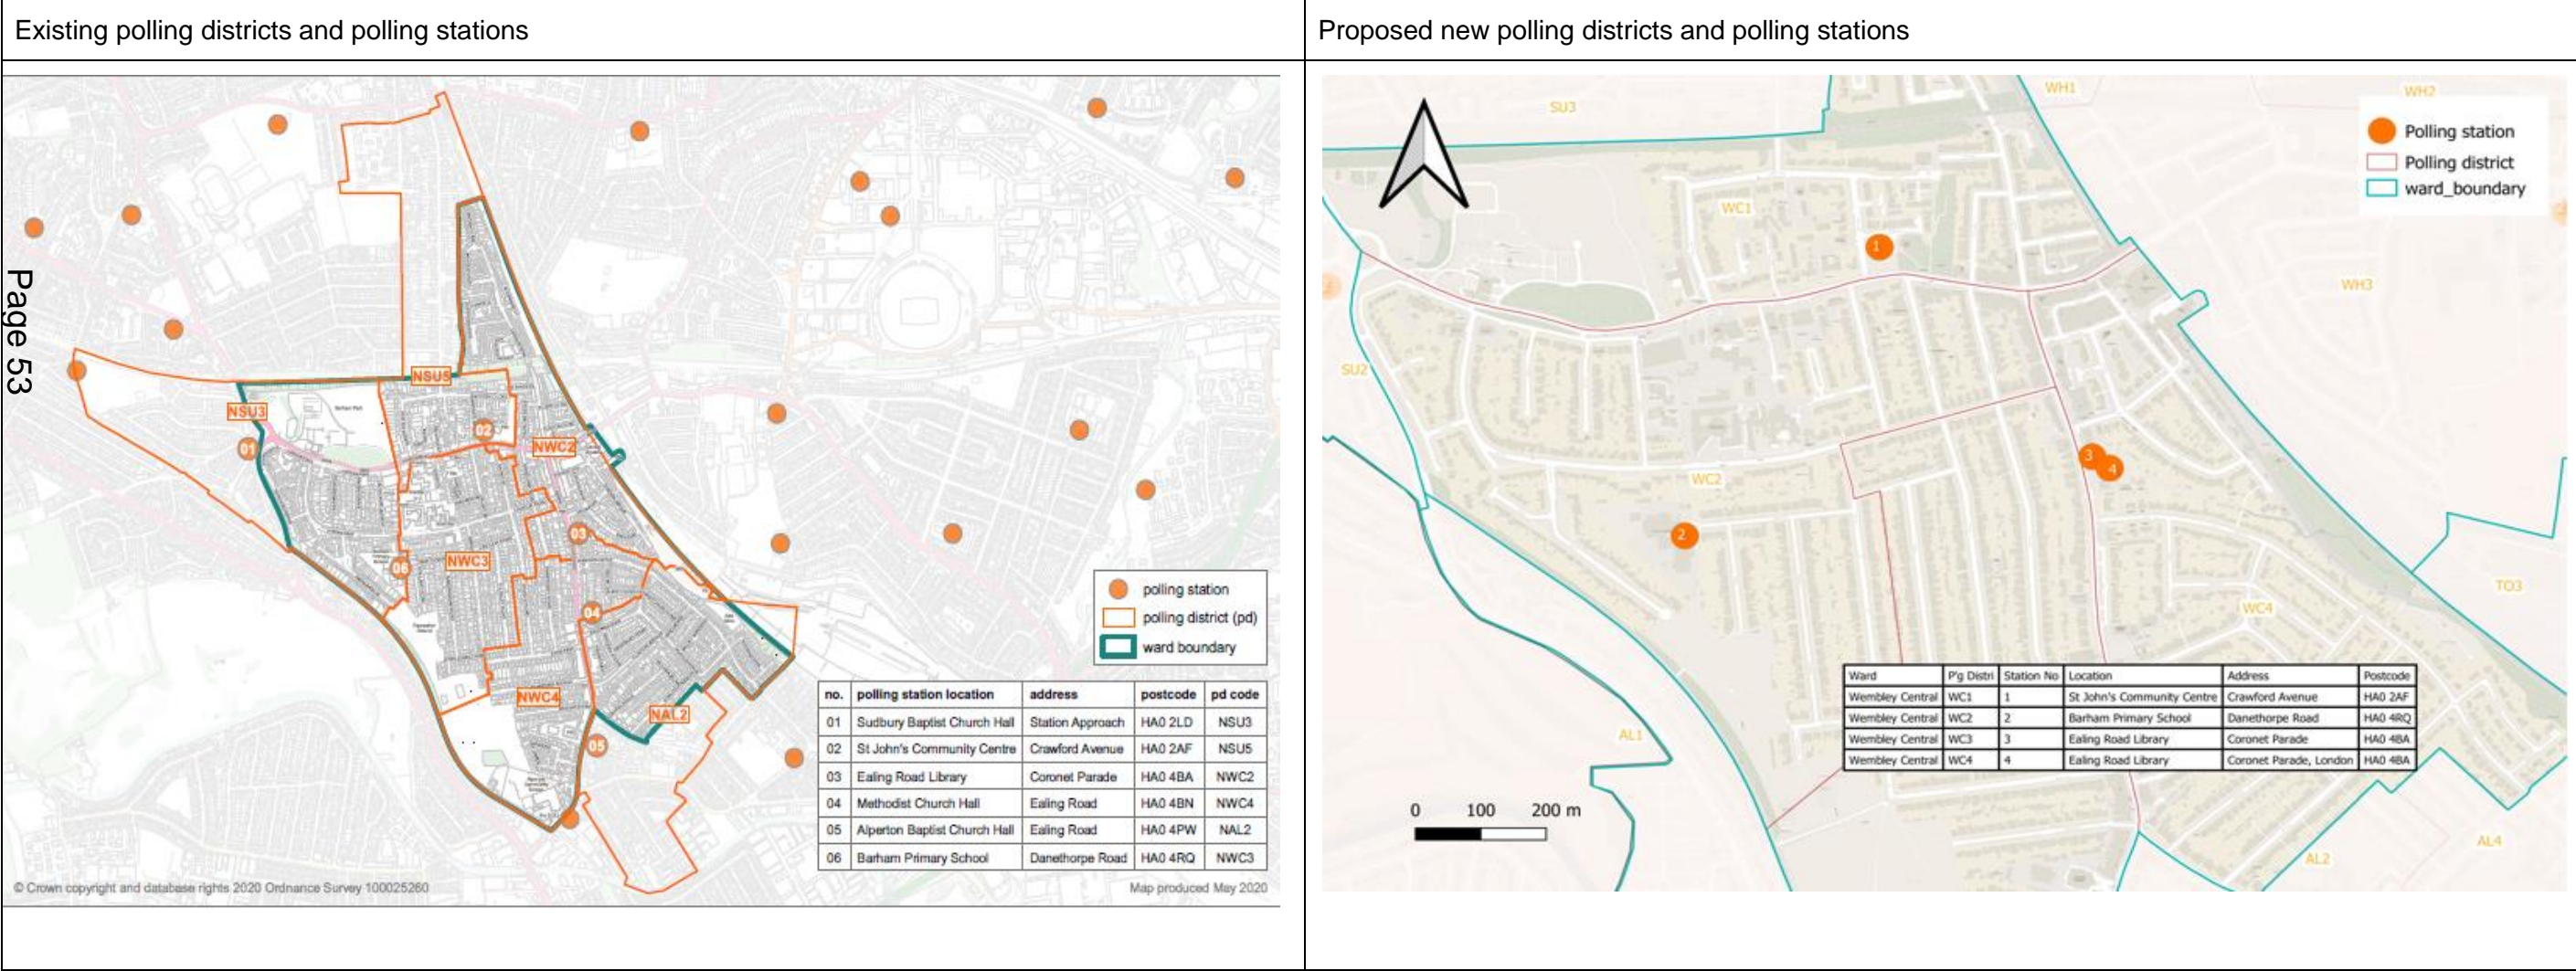 Existing polling districts and polling stations
Proposed new polling districts and polling stations
Page 53
NSU5
NSU3
01
02
NWC2
03
NWC3
06
04
NWC4
NAL2
05
Barham Park
polling station
polling district (pd)
ward boundary
no. polling station location address postcode pd code
01 Sudbury Baptist Church Hall Station Approach HA0 2LD NSU3
02 St John's Community Centre Crawford Avenue HA0 2AF NSU5
03 Ealing Road Library Coronet Parade HA0 4BA NWC2
04 Methodist Church Hall Ealing Road HA0 4BN NWC4
05 Alperton Baptist Church Hall Ealing Road HA0 4PW NAL2
06 Barham Primary School Danethorpe Road HA0 4RQ NWC3
© Crown copyright and database rights 2020 Ordnance Survey 100025260
Map produced May 2020
SU3
WH1
WH2
Polling station
Polling district
ward_boundary
WC1
1
WH3
SU2
3
4
WC2
2
TO3
WC4
AL1
Ward P'g Distri Station No Location Address Postcode
Wembley Central WC1 1 St John's Community Centre Crawford Avenue HA0 2AF
Wembley Central WC2 2 Barham Primary School Danethorpe Road HA0 4RQ
Wembley Central WC3 3 Ealing Road Library Coronet Parade HA0 4BA
Wembley Central WC4 4 Ealing Road Library Coronet Parade, London HA0 4BA
0 100 200 m
AL4
AL2